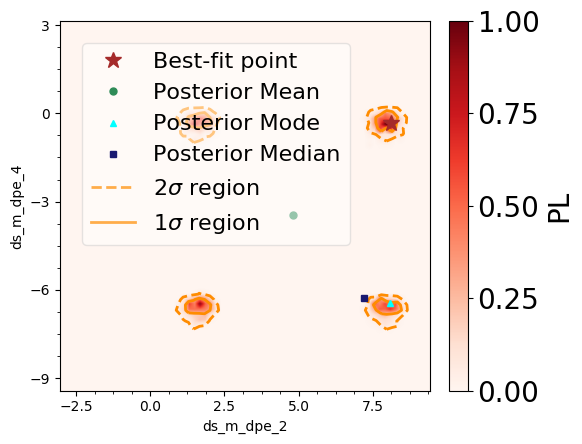 Best-fit point
Posterior Mean
Posterior Mode
Posterior Median
2σ region
1σ region
3
0
−3
−6
−9
ds_m_dpe_4
−2.5
0.0
2.5
5.0
7.5
ds_m_dpe_2
1.00
0.75
0.50
0.25
0.00
PL